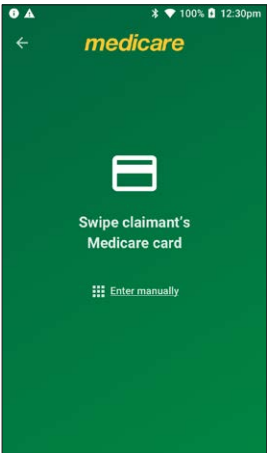 100% 12:30pm
medicare
Swipe claimant's
Medicare card
Enter manually